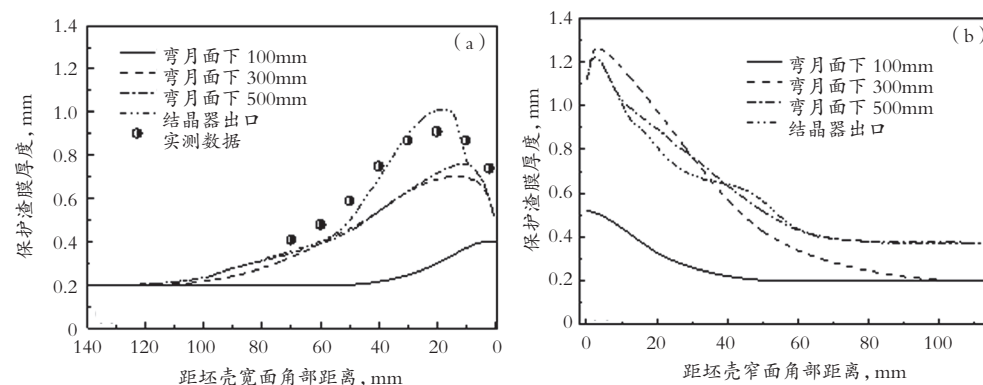 1.4
(a)
弯月面下 100mm
1.2
弯月面下 300mm
弯月面下 500mm
1.0
结晶器出口
实测数据
0.8
0.6
0.4
0.2
0
保护渣膜厚度, mm
140 120 100 80 60 40 20 0
距坯壳宽面角部距离, mm
1.4
(b)
1.2
弯月面下 100mm
弯月面下 300mm
1.0
弯月面下 500mm
结晶器出口
0.8
0.6
0.4
0.2
0
保护渣膜厚度, mm
0 20 40 60 80 100
距坯壳窄面角部距离, mm